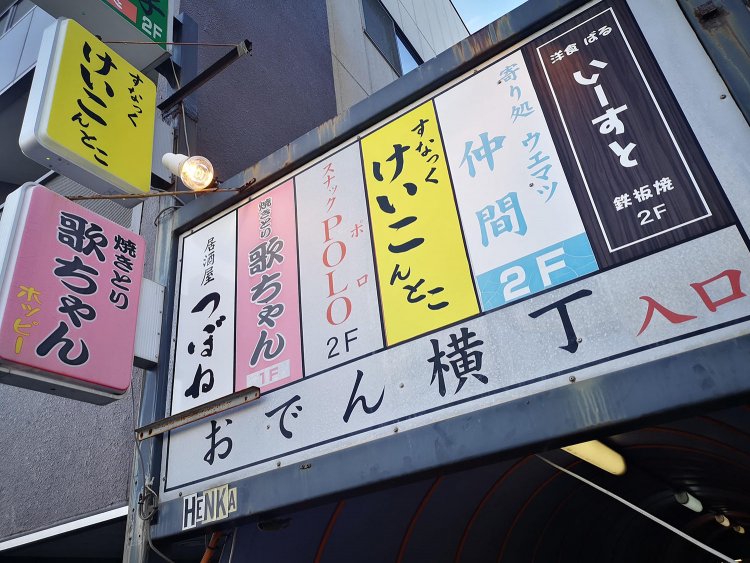 2F
すなっく
けいこんとこ
焼きとり
歌ちゃん
ホッピー
居酒屋
つぼね
焼きとり
歌ちゃん
1F
スナック
POLO
ポロ
2F
すなっく
けいこんとこ
寄り処 ウエマツ
仲間
2F
洋食 ばる
いーすと
鉄板焼
2F
おでん横丁 入口
HENKA